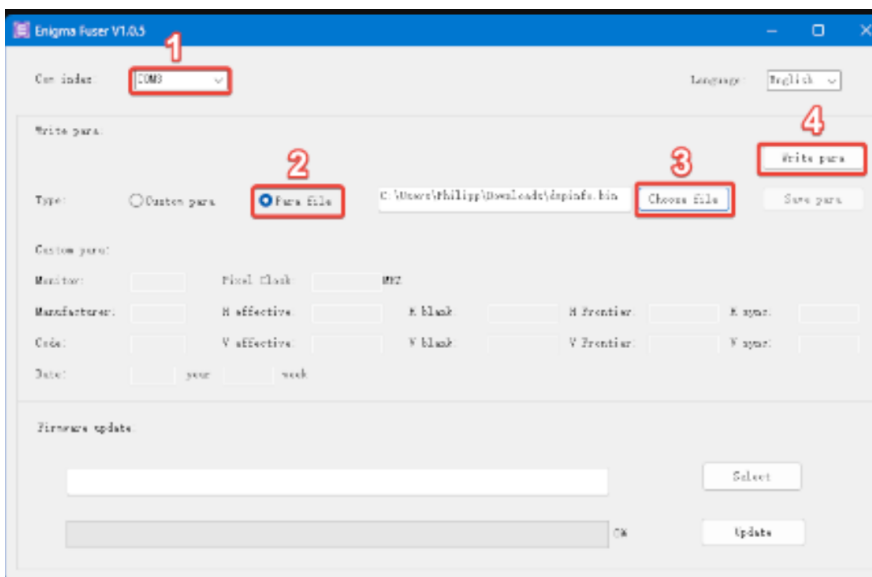 Enigma Fuser V1.0.5
1
Com index: COM3 Language: English
Write para.
4
Write para
2 3
Type: Custom para Para file C:\Users\Philipp\Downloads\dspinfo.bin Choose file Save para
Custom para:
Monitor: Pixel Clock: MHZ
Manufacturer: H effective: H blank: H Frontier: H sync:
Code: V effective: V blank: V Frontier: V sync:
Date: year week
Firmware update.
Select
0% Update